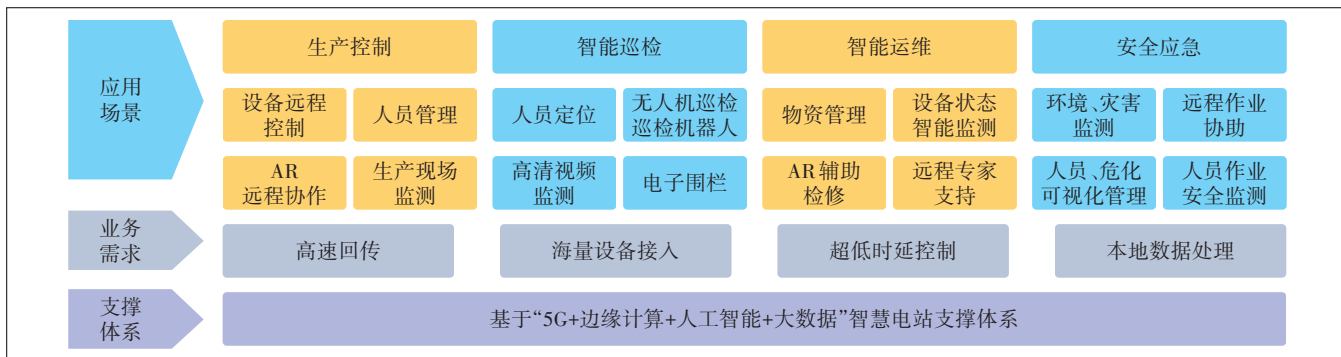 应用
场景
生产控制
智能巡检
智能运维
安全应急
设备远程
控制
人员管理
人员定位
无人机巡检
巡检机器人
物资管理
设备状态
智能监测
环境、灾害
监测
远程作业
协助
AR
远程协作
生产现场
监测
高清视频
监测
电子围栏
AR辅助
检修
远程专家
支持
人员、危化
可视化管理
人员作业
安全监测
业务
需求
高速回传
海量设备接入
超低时延控制
本地数据处理
支撑
体系
基于“5G+边缘计算+人工智能+大数据”智慧电站支撑体系